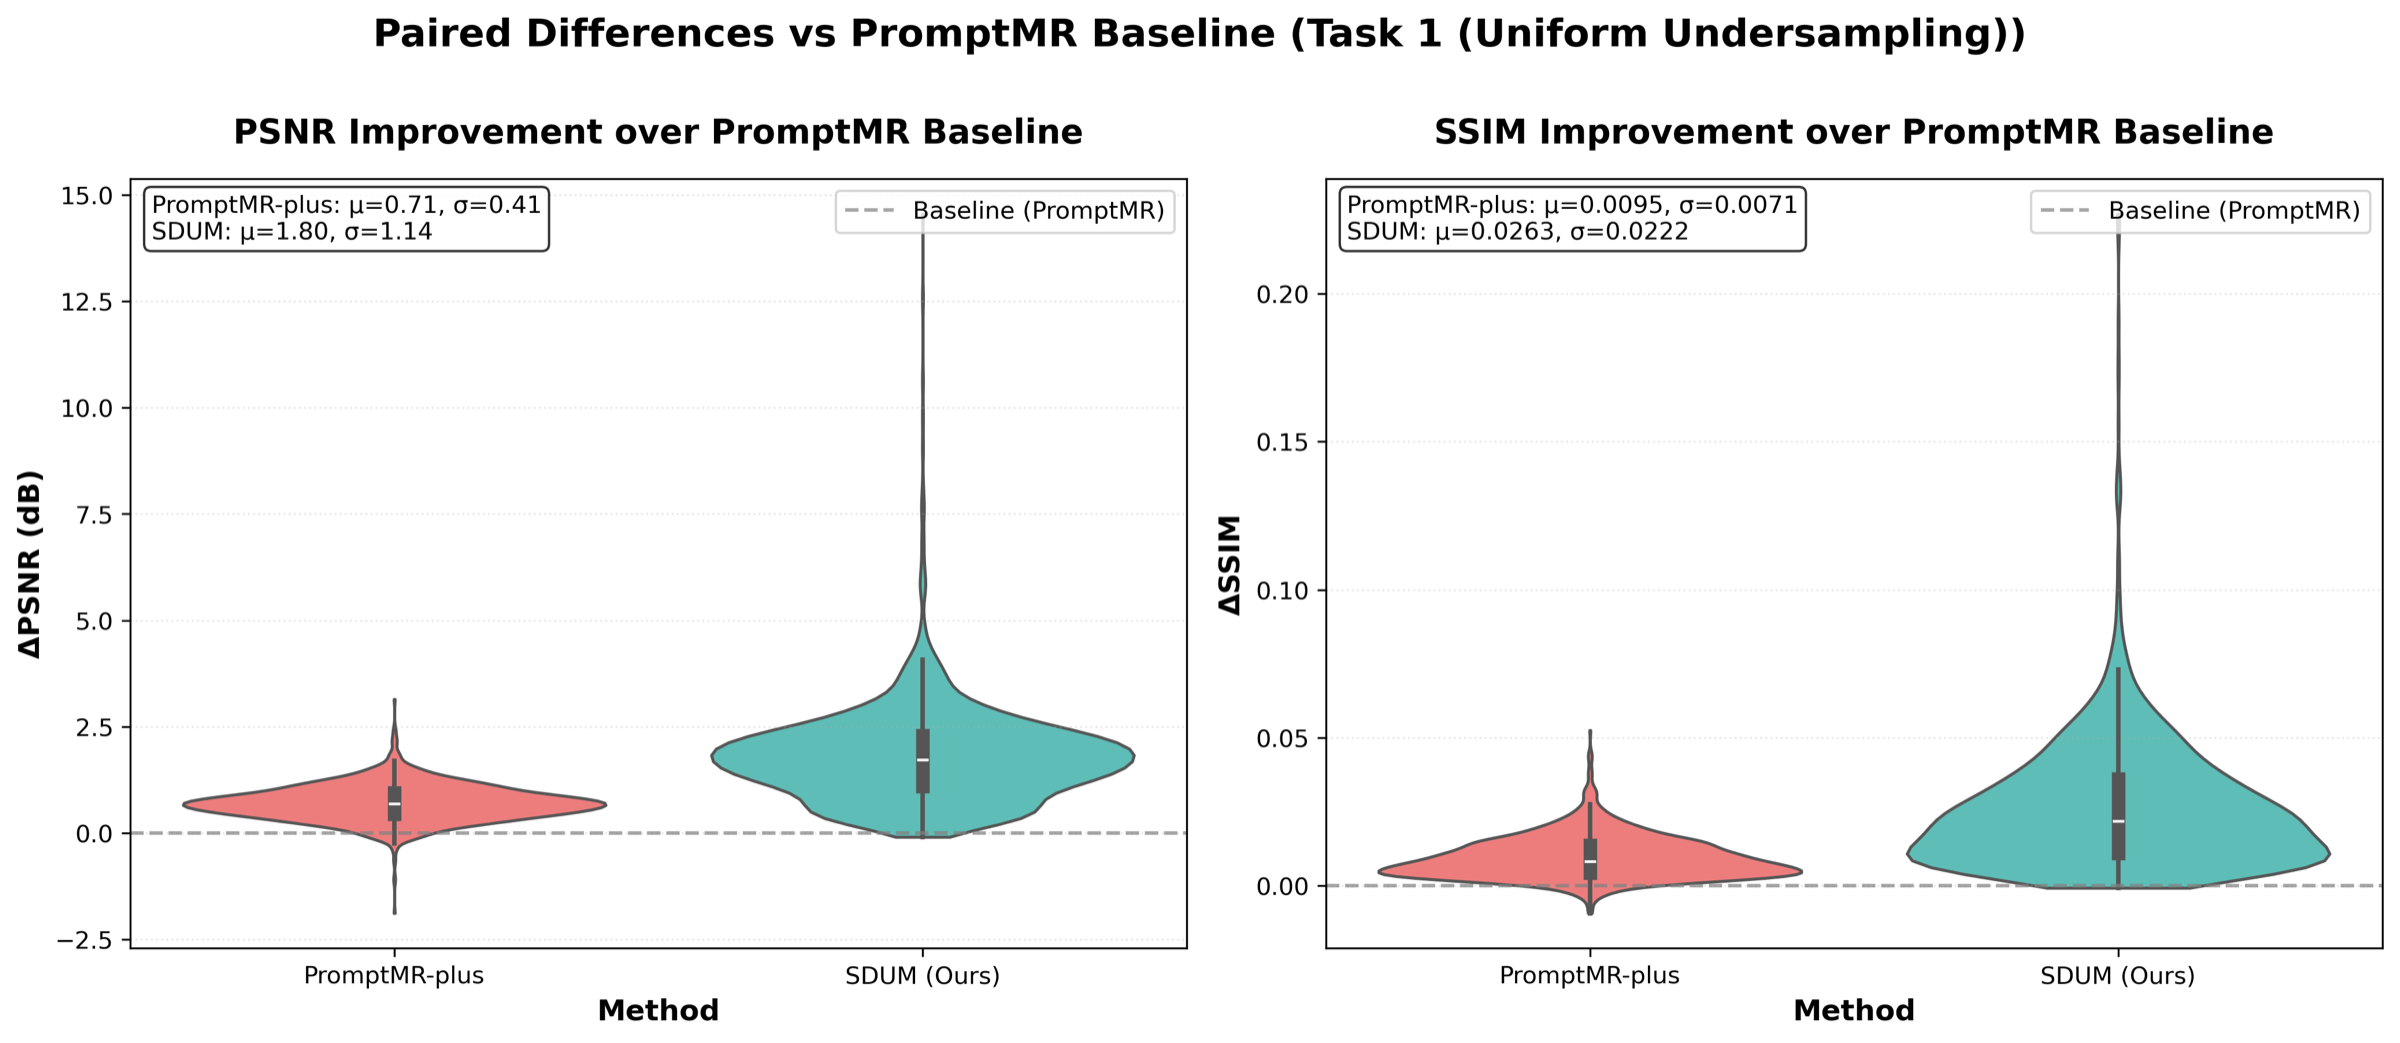 Paired Differences vs PromptMR Baseline (Task 1 (Uniform Undersampling))
PSNR Improvement over PromptMR Baseline
PromptMR-plus: μ=0.71, σ=0.41
SDUM: μ=1.80, σ=1.14
Baseline (PromptMR)
15.0
12.5
10.0
7.5
5.0
2.5
0.0
−2.5
ΔPSNR (dB)
PromptMR-plus
SDUM (Ours)
Method
SSIM Improvement over PromptMR Baseline
PromptMR-plus: μ=0.0095, σ=0.0071
SDUM: μ=0.0263, σ=0.0222
Baseline (PromptMR)
0.20
0.15
0.10
0.05
0.00
ΔSSIM
PromptMR-plus
SDUM (Ours)
Method